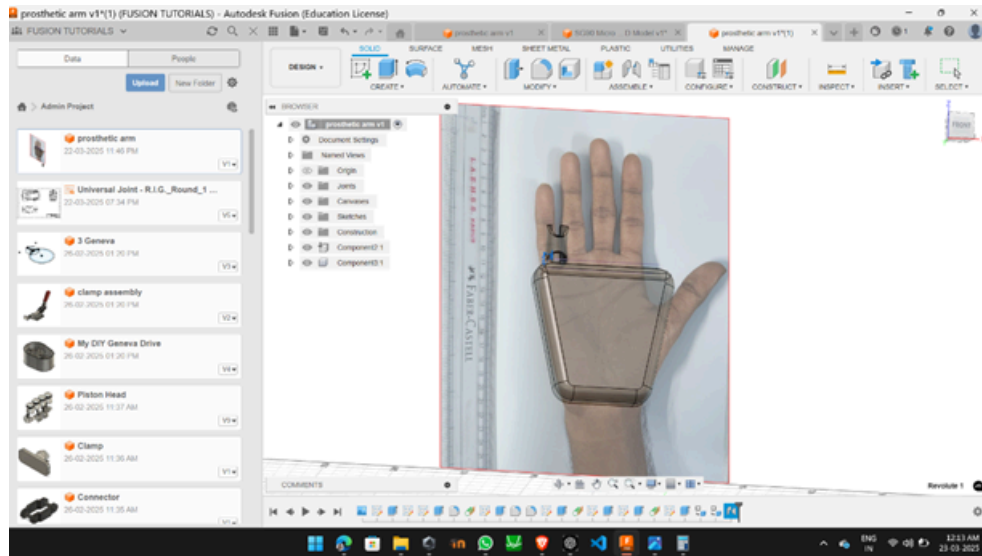 prosthetic arm v1*(1) (FUSION TUTORIALS) - Autodesk Fusion (Education License)
FUSION TUTORIALS
prosthetic arm v1
SG90 Micro ... D Model v1*
prosthetic arm v1*(1)
1
Data
People
Upload
New Folder
Admin Project
prosthetic arm
22-03-2025 11:46 PM
V1
Universal Joint - R.I.G._Round_1 ...
22-03-2025 07:34 PM
3 Geneva
26-02-2025 01:20 PM
V3
clamp assembly
26-02-2025 01:20 PM
V2
My DIY Geneva Drive
26-02-2025 01:20 PM
Piston Head
26-02-2025 11:37 AM
Clamp
26-02-2025 11:36 AM
V1
Connector
26-02-2025 11:35 AM
DESIGN
SOLID
SURFACE
MESH
SHEET METAL
PLASTIC
UTILITIES
MANAGE
CREATE
AUTOMATE
MODIFY
ASSEMBLE
CONFIGURE
CONSTRUCT
INSPECT
INSERT
SELECT
BROWSER
prosthetic arm v1
Document Settings
Named Views
Origin
Joints
Canvases
Sketches
Construction
Component2:1
Component3:1
FABER-CASTELL
COMMENTS
Revolute 1
ENG
IN
12:13 AM
23-03-2025